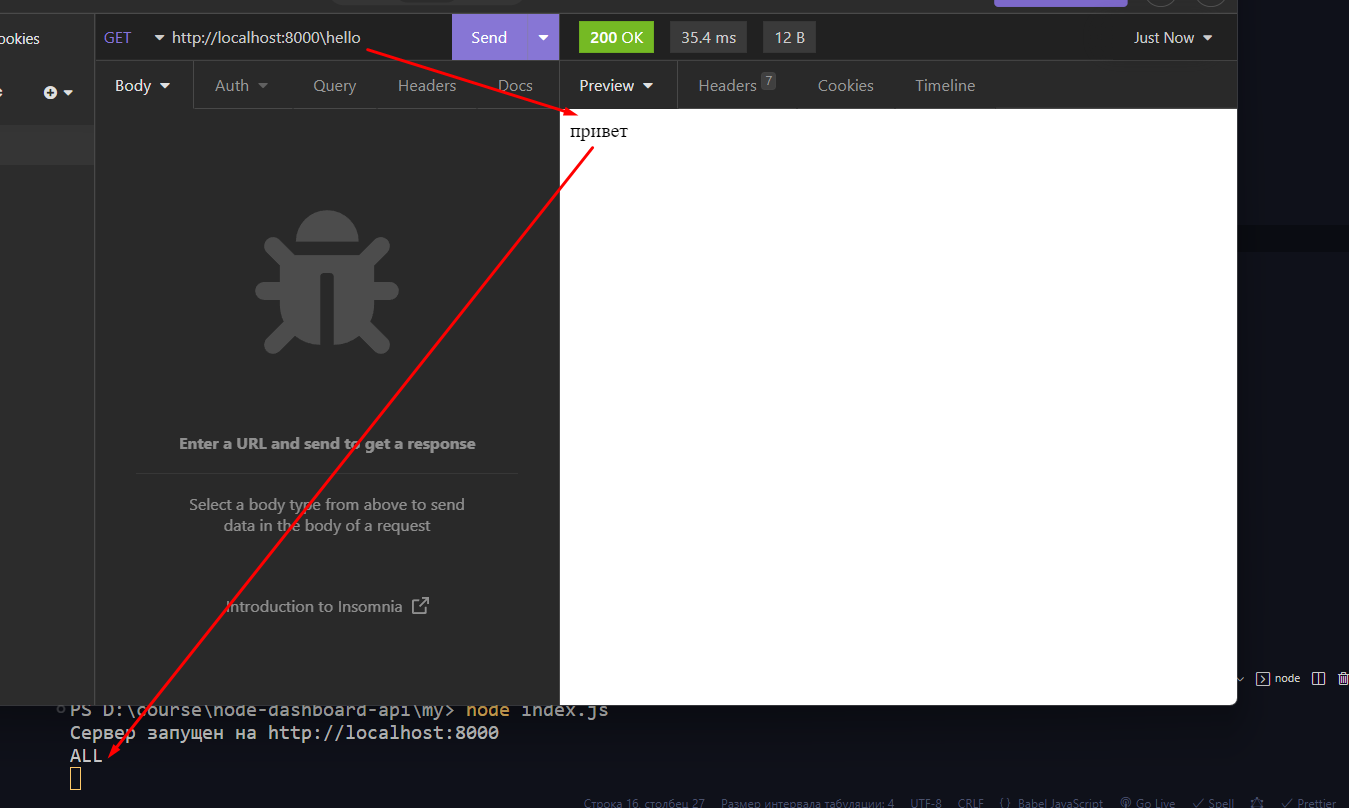 ookies
GET http://localhost:8000\hello Send 200 OK 35.4 ms 12 B Just Now
Body Auth Query Headers Docs Preview Headers 7 Cookies Timeline
привет
Enter a URL and send to get a response
Select a body type from above to send
data in the body of a request
Introduction to Insomnia
node
PS D:\course\node-dashboard-api\my> node index.js
Сервер запущен на http://localhost:8000
ALL
Строка 16, столбец 27 Размер интервала табуляции: 4 UTF-8 CRLF {} Babel JavaScript Go Live Spell Prettier